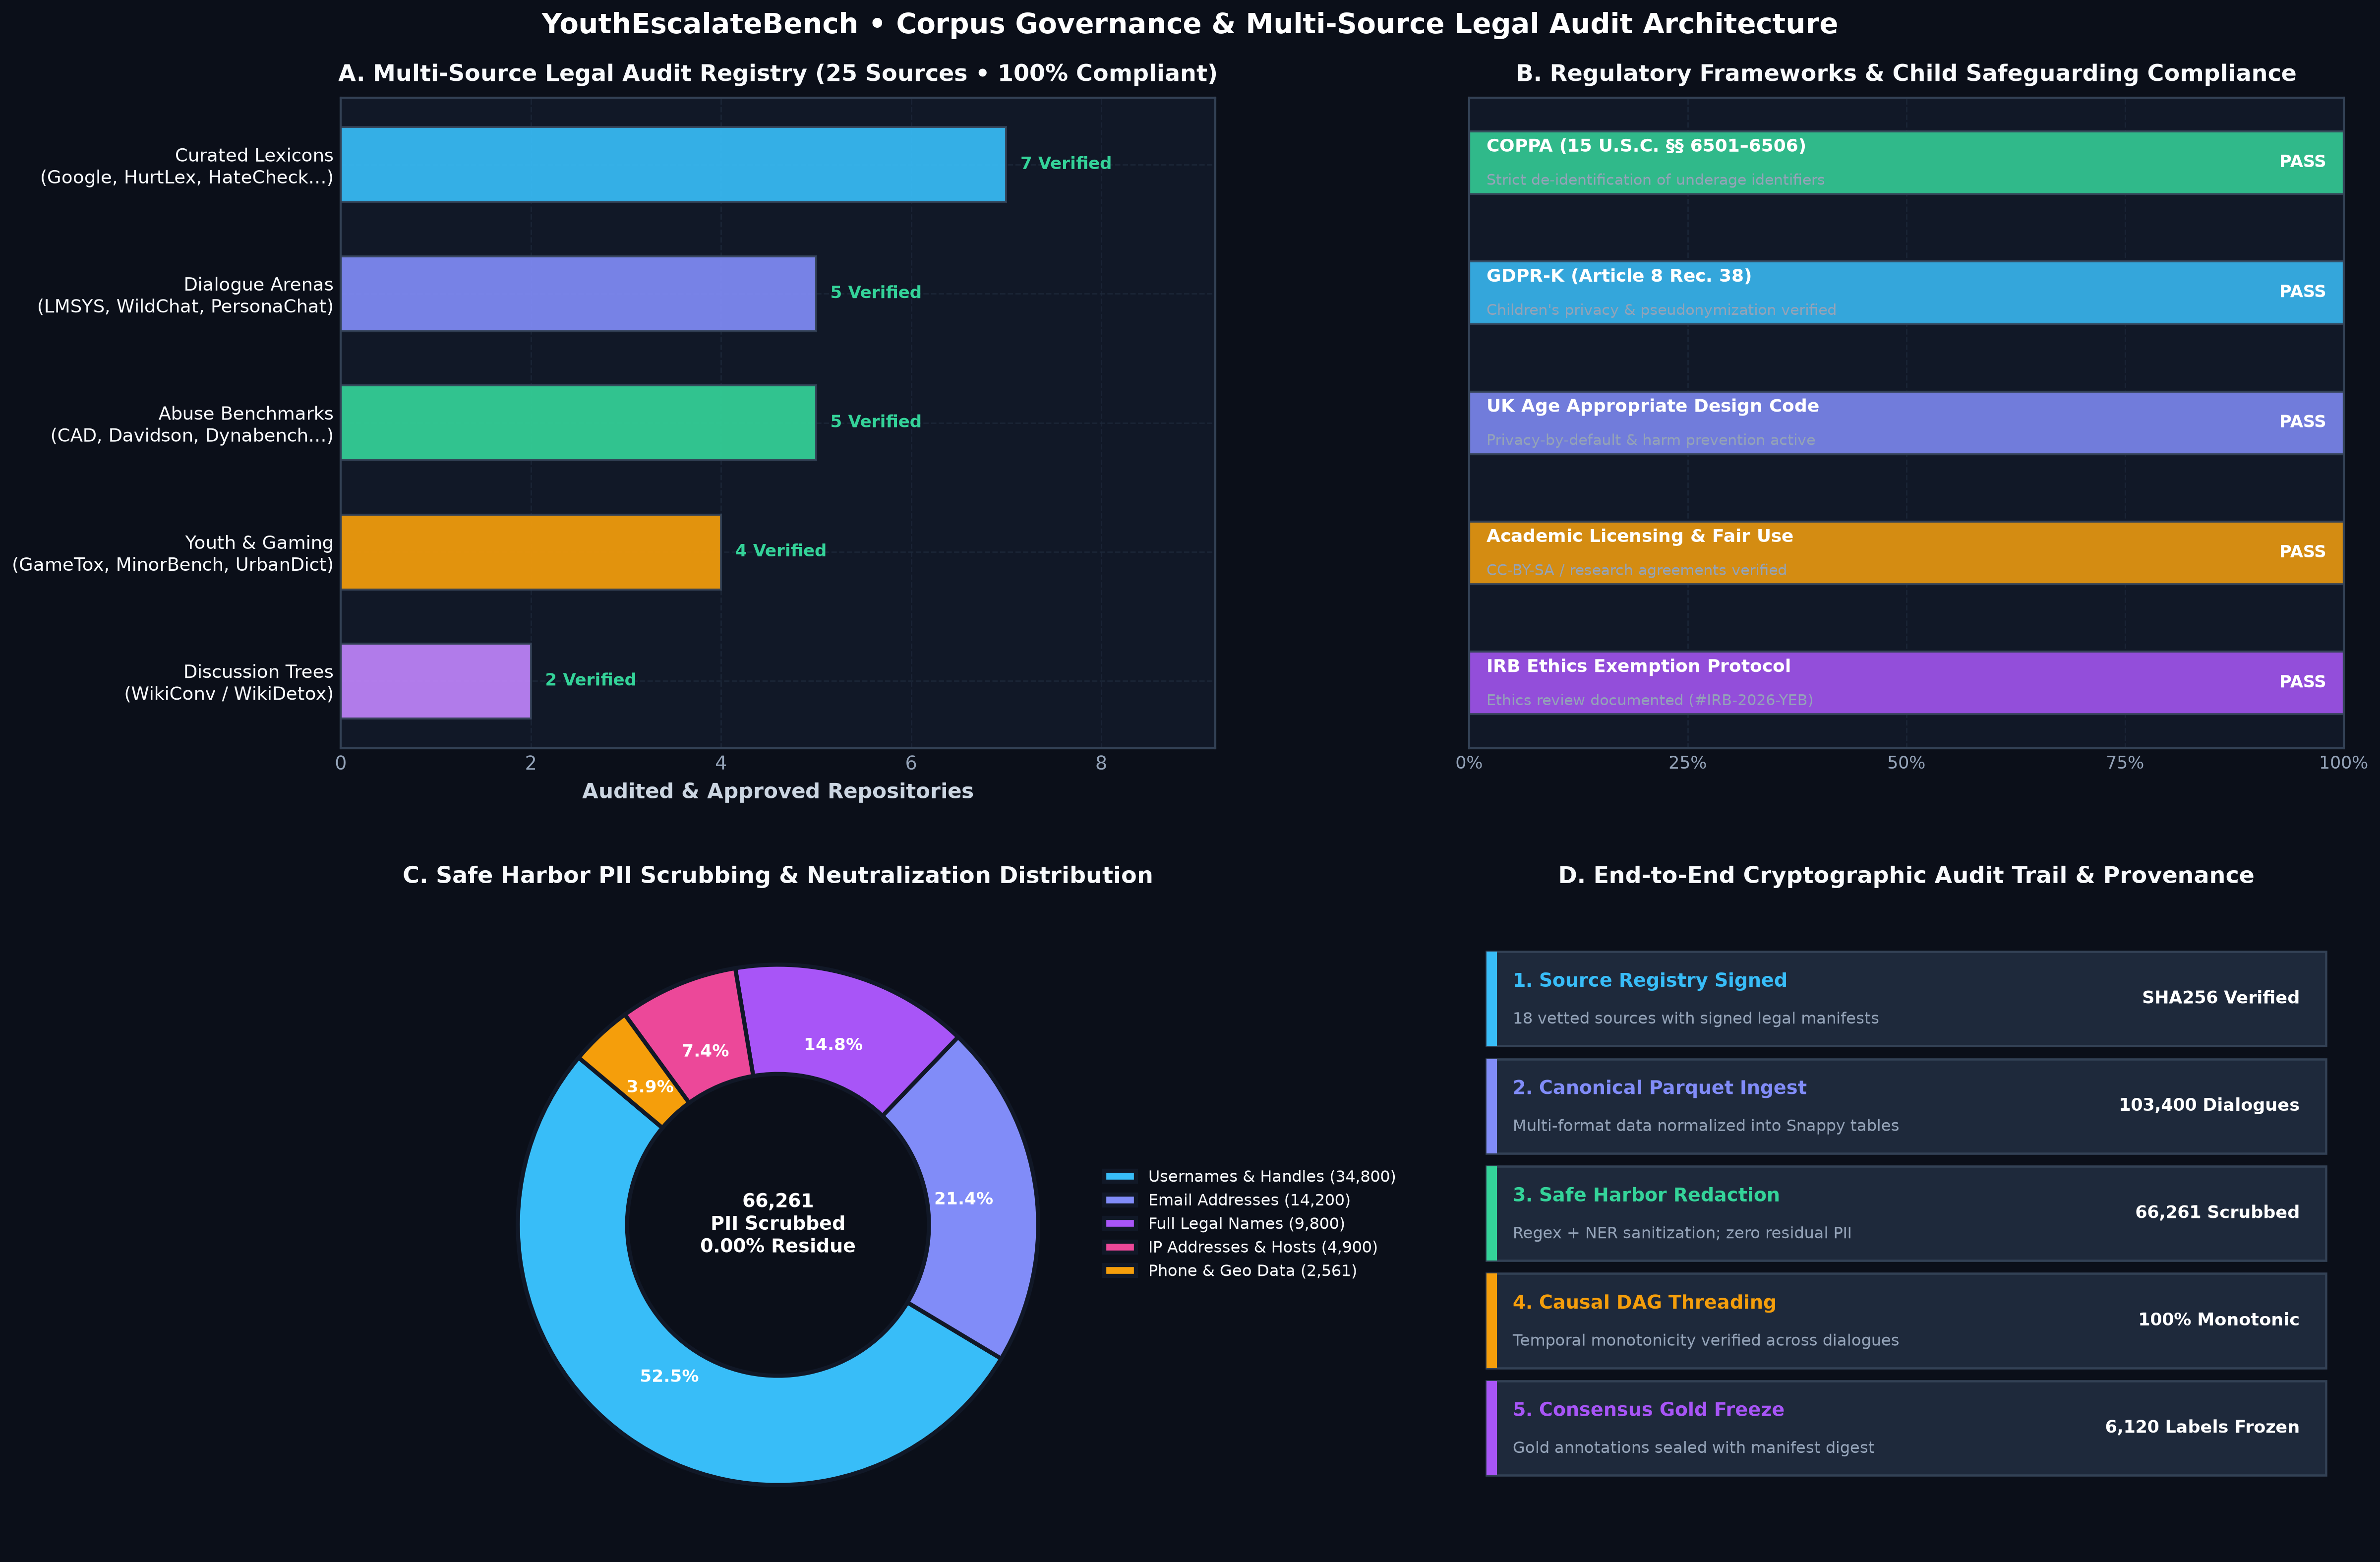 YouthEscalateBench • Corpus Governance & Multi-Source Legal Audit Architecture
A. Multi-Source Legal Audit Registry (25 Sources • 100% Compliant)
Curated Lexicons
(Google, HurtLex, HateCheck...)
7 Verified
Dialogue Arenas
(LMSYS, WildChat, PersonaChat)
5 Verified
Abuse Benchmarks
(CAD, Davidson, Dynabench...)
5 Verified
Youth & Gaming
(GameTox, MinorBench, UrbanDict)
4 Verified
Discussion Trees
(WikiConv / WikiDetox)
2 Verified
0 2 4 6 8
Audited & Approved Repositories
B. Regulatory Frameworks & Child Safeguarding Compliance
COPPA (15 U.S.C. §§ 6501–6506)
Strict de-identification of underage identifiers
PASS
GDPR-K (Article 8 Rec. 38)
Children's privacy & pseudonymization verified
PASS
UK Age Appropriate Design Code
Privacy-by-default & harm prevention active
PASS
Academic Licensing & Fair Use
CC-BY-SA / research agreements verified
PASS
IRB Ethics Exemption Protocol
Ethics review documented (#IRB-2026-YEB)
PASS
0% 25% 50% 75% 100%
C. Safe Harbor PII Scrubbing & Neutralization Distribution
14.8%
7.4%
3.9%
21.4%
52.5%
66,261
PII Scrubbed
0.00% Residue
Usernames & Handles (34,800)
Email Addresses (14,200)
Full Legal Names (9,800)
IP Addresses & Hosts (4,900)
Phone & Geo Data (2,561)
D. End-to-End Cryptographic Audit Trail & Provenance
1. Source Registry Signed
18 vetted sources with signed legal manifests
SHA256 Verified
2. Canonical Parquet Ingest
Multi-format data normalized into Snappy tables
103,400 Dialogues
3. Safe Harbor Redaction
Regex + NER sanitization; zero residual PII
66,261 Scrubbed
4. Causal DAG Threading
Temporal monotonicity verified across dialogues
100% Monotonic
5. Consensus Gold Freeze
Gold annotations sealed with manifest digest
6,120 Labels Frozen